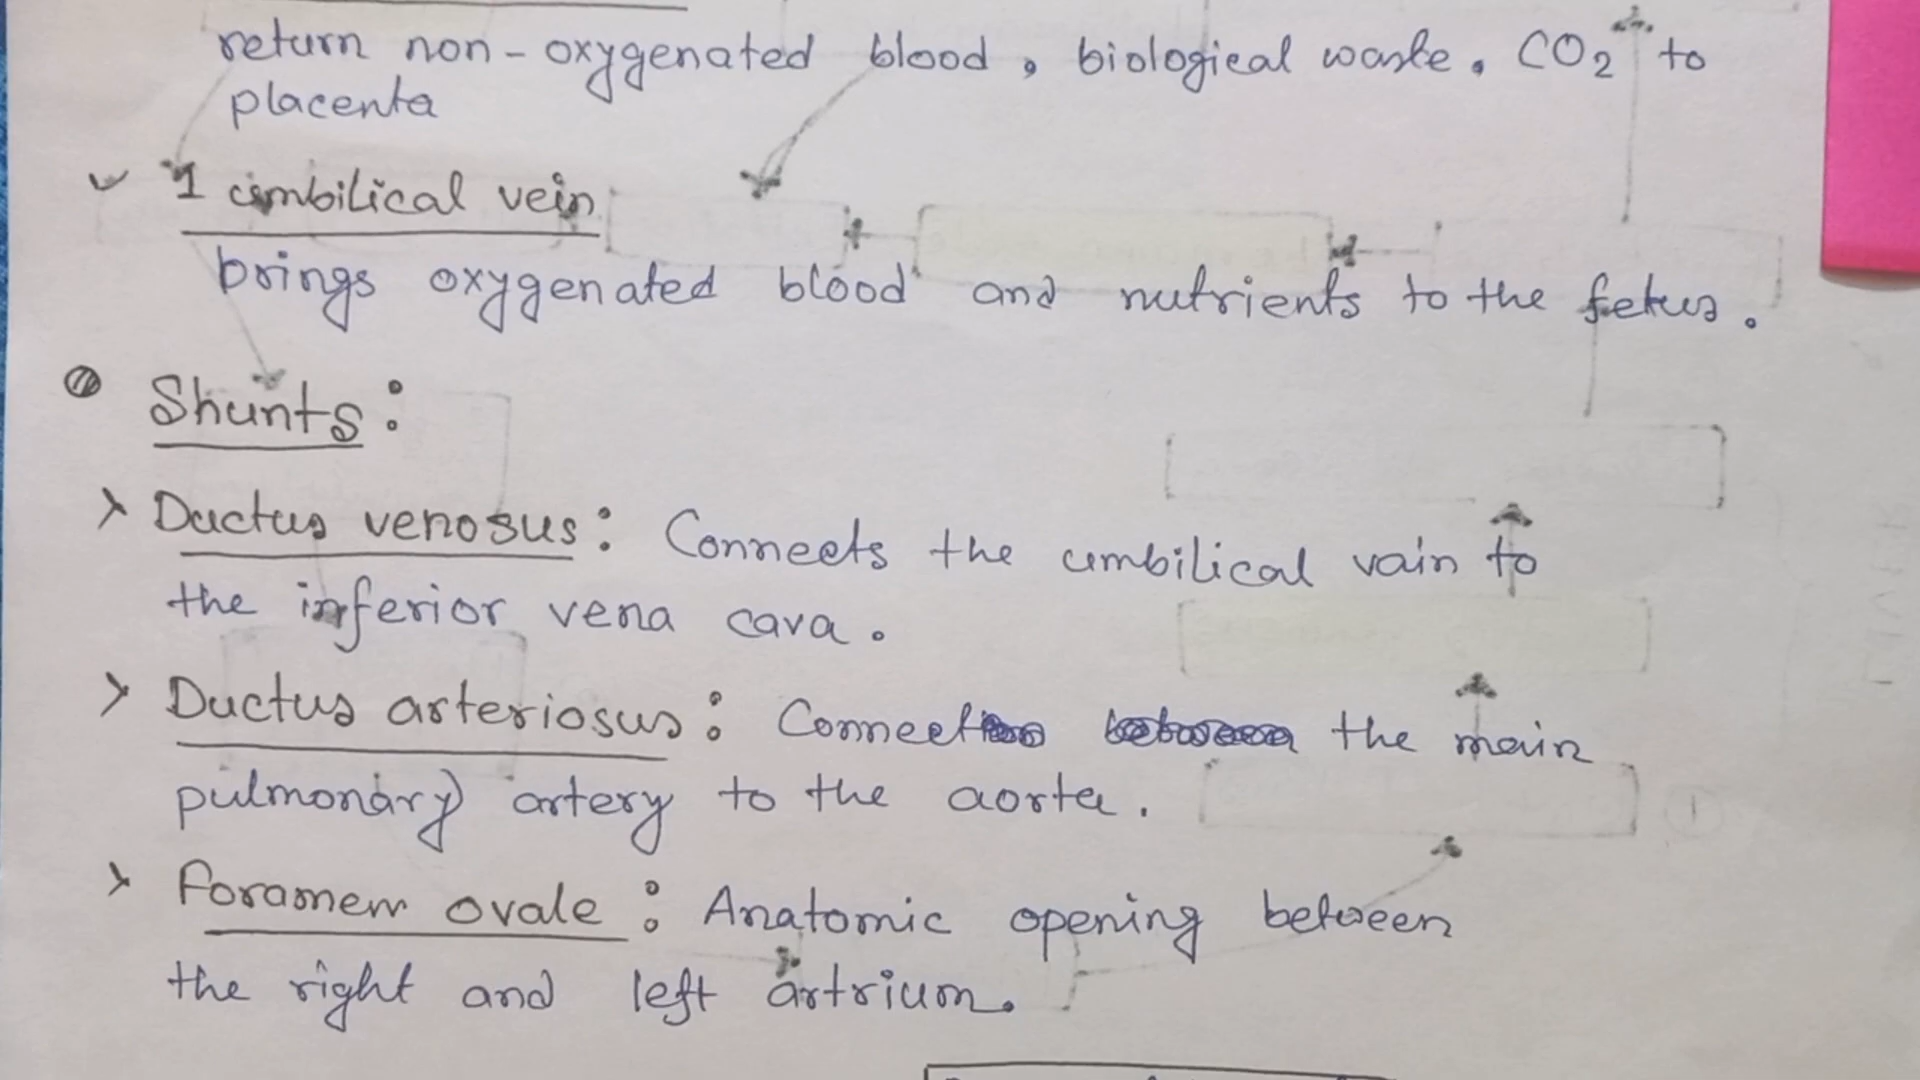 return non-oxygenated blood, biological waste, CO₂ to
placenta
✓ 1 umbilical vein
brings oxygenated blood and nutrients to the fetus.
Shunts:
> Ductus venosus: Connects the umbilical vain to
the inferior vena cava.
> Ductus arteriosus: Connect the main
pulmonary artery to the aorta.
> Foramen ovale: Anatomic opening between
the right and left artrium.